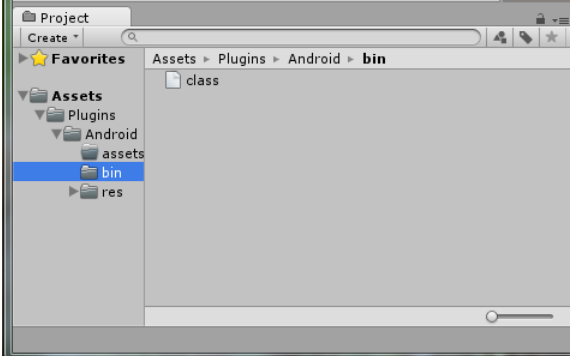 Project
Create
Favorites
Assets
Plugins
Android
assets
bin
res
Assets ▸ Plugins ▸ Android ▸ bin
class